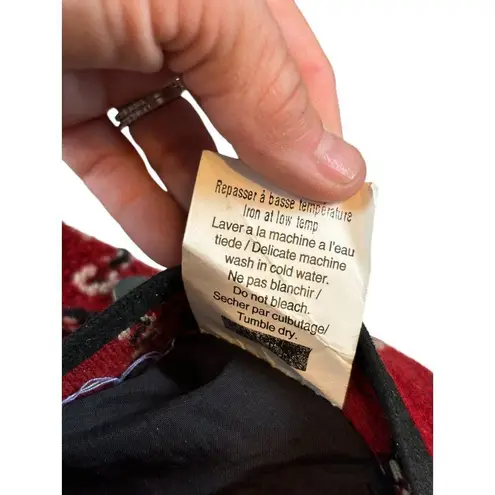 Repasser à basse température
Iron at low temp
Laver a la machine a l'eau
tiede / Delicate machine
wash in cold water.
Ne pas blanchir /
Do not bleach.
Secher par culbutage/
Tumble dry.